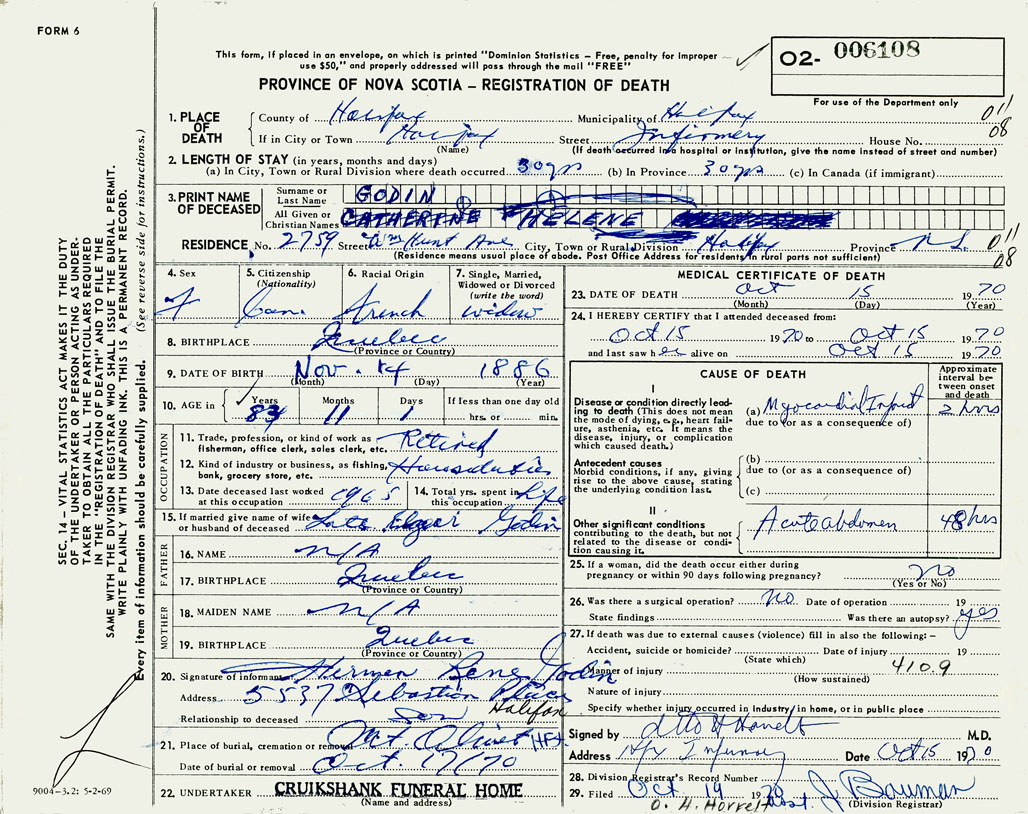 FORM 6
This form, if placed in an envelope, on which is printed "Dominion Statistics – Free, penalty for improper
use $50," and properly addressed will pass through the mail "FREE"
O2- 006108
PROVINCE OF NOVA SCOTIA – REGISTRATION OF DEATH
For use of the Department only
1. PLACE OF DEATH
County of Halifax Municipality of Halifax 011
If in City or Town Halifax Street Infirmery House No. 08
(Name) (If death occurred in a hospital or institution, give the name instead of street and number)
2. LENGTH OF STAY (in years, months and days)
(a) In City, Town or Rural Division where death occurred 30 yrs (b) In Province 30 yrs (c) In Canada (if immigrant)
3. PRINT NAME OF DECEASED
Surname or Last Name GODIN
All Given or Christian Names CATHERINE HELENE
RESIDENCE No. 2759 Street Hunt Ave City, Town or Rural Division Halifax Province N.S. 011
(Residence means usual place of abode. Post Office Address for residents in rural parts not sufficient) 08
4. Sex F
5. Citizenship (Nationality) Can.
6. Racial Origin French
7. Single, Married, Widowed or Divorced (write the word) widow
8. BIRTHPLACE Quebec
(Province or Country)
9. DATE OF BIRTH Nov. 14 1886
(Month) (Day) (Year)
10. AGE in Years 83 Months 11 Days 1 If less than one day old hrs. or min.
OCCUPATION
11. Trade, profession, or kind of work as fisherman, office clerk, sales clerk, etc. Retired
12. Kind of industry or business, as fishing, bank, grocery store, etc. Houseduties
13. Date deceased last worked at this occupation 1965
14. Total yrs. spent in this occupation life
15. If married give name of wife or husband of deceased Late Elzear Godin
FATHER
16. NAME N/A
17. BIRTHPLACE Quebec
(Province or Country)
MOTHER
18. MAIDEN NAME N/A
19. BIRTHPLACE Quebec
(Province or Country)
20. Signature of informant Herman Rene Godin
Address 5537 Sebastian Place
Halifax
Relationship to deceased Son
21. Place of burial, cremation or removal Mt Olivet Hfx
Date of burial or removal Oct. 17/70
22. UNDERTAKER CRUIKSHANK FUNERAL HOME
(Name and address)
MEDICAL CERTIFICATE OF DEATH
23. DATE OF DEATH Oct 15 1970
(Month) (Day) (Year)
24. I HEREBY CERTIFY that I attended deceased from:
Oct 15 1970 to Oct 15 1970
and last saw her alive on Oct 15 1970
CAUSE OF DEATH
Approximate interval between onset and death
I
Disease or condition directly leading to death (This does not mean the mode of dying, e.g., heart failure, asthenia, etc. It means the disease, injury, or complication which caused death.)
(a) Myocardial Infarct 2 hrs
due to (or as a consequence of)
Antecedent causes
Morbid conditions, if any, giving rise to the above cause, stating the underlying condition last.
(b)
due to (or as a consequence of)
(c)
II
Other significant conditions contributing to the death, but not related to the disease or condition causing it.
Acute abdomen 48 hrs
25. If a woman, did the death occur either during pregnancy or within 90 days following pregnancy? no
(Yes or No)
26. Was there a surgical operation? no Date of operation 19
State findings Was there an autopsy? yes
27. If death was due to external causes (violence) fill in also the following:–
Accident, suicide or homicide? Date of injury 19
(State which)
Manner of injury 410.9
(How sustained)
Nature of injury
Specify whether injury occurred in industry, in home, or in public place
Signed by M.D.
Address Hfx Infirmary Date Oct 15 1970
28. Division Registrar's Record Number
29. Filed Oct 19 1970 J. Bauman
(Division Registrar)
SEC. 14 – VITAL STATISTICS ACT MAKES IT THE DUTY
OF THE UNDERTAKER OR PERSON ACTING AS UNDER-
TAKER TO OBTAIN ALL THE PARTICULARS REQUIRED
IN THE "REGISTRATION OF DEATH" AND TO FILE THE
SAME WITH THE DIVISION REGISTRAR WHO SHALL ISSUE THE BURIAL PERMIT.
WRITE PLAINLY WITH UNFADING INK. THIS IS A PERMANENT RECORD.
Every item of information should be carefully supplied. (See reverse side for instructions.)
9004–3.2: 5-2-69